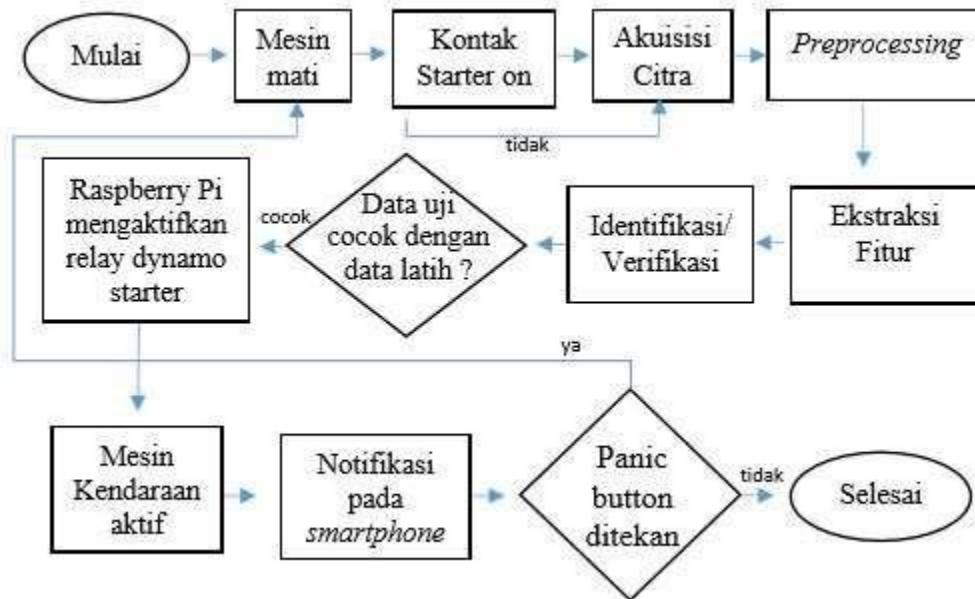 Mulai
Mesin
mati
Kontak
Starter on
Akuisisi
Citra
Preprocessing
tidak
Raspberry Pi
mengaktifkan
relay dynamo
starter
cocok
Data uji
cocok dengan
data latih ?
Identifikasi/
Verifikasi
Ekstraksi
Fitur
ya
Mesin
Kendaraan
aktif
Notifikasi
pada
smartphone
Panic
button
ditekan
tidak
Selesai